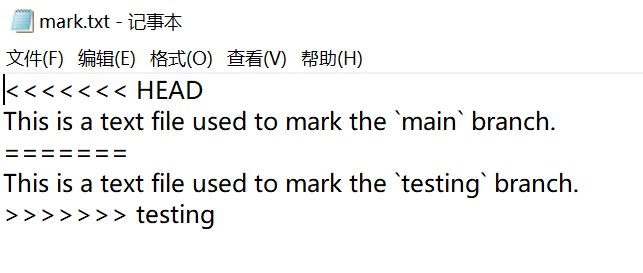 mark.txt - 记事本
文件(F) 编辑(E) 格式(O) 查看(V) 帮助(H)
<<<<<<< HEAD
This is a text file used to mark the `main` branch.
=======
This is a text file used to mark the `testing` branch.
>>>>>>> testing